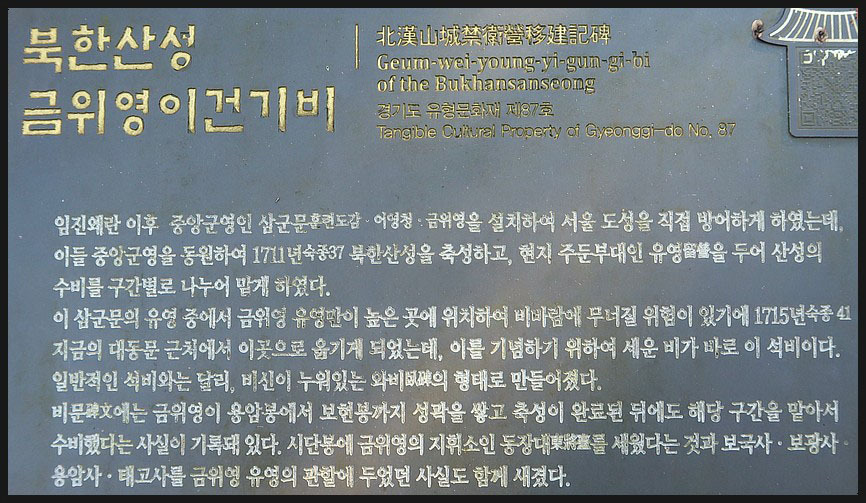 북한산성
금위영이건기비
北漢山城禁衛營移建記碑
Geum-wei-young-yi-gun-gi-bi
of the Bukhansanseong
경기도 유형문화재 제87호
Tangible Cultural Property of Gyeonggi-do No. 87
임진왜란 이후 중앙군영인 삼군문훈련도감·어영청·금위영을 설치하여 서울 도성을 직접 방어하게 하였는데,
이들 중앙군영을 동원하여 1711년숙종37 북한산성을 축성하고, 현지 주둔부대인 유영留營을 두어 산성의
수비를 구간별로 나누어 맡게 하였다.
이 삼군문의 유영 중에서 금위영 유영만이 높은 곳에 위치하여 비바람에 무너질 위험이 있기에 1715년숙종 41
지금의 대동문 근처에서 이곳으로 옮기게 되었는데, 이를 기념하기 위하여 세운 비가 바로 이 석비이다.
일반적인 석비와는 달리, 비신이 누워있는 와비臥碑의 형태로 만들어졌다.
비문碑文에는 금위영이 용암봉에서 보현봉까지 성곽을 쌓고 축성이 완료된 뒤에도 해당 구간을 맡아서
수비했다는 사실이 기록돼 있다. 시단봉에 금위영의 지휘소인 동장대東將臺를 세웠다는 것과 보국사·보광사·
용암사·태고사를 금위영 유영의 관할에 두었던 사실도 함께 새겼다.